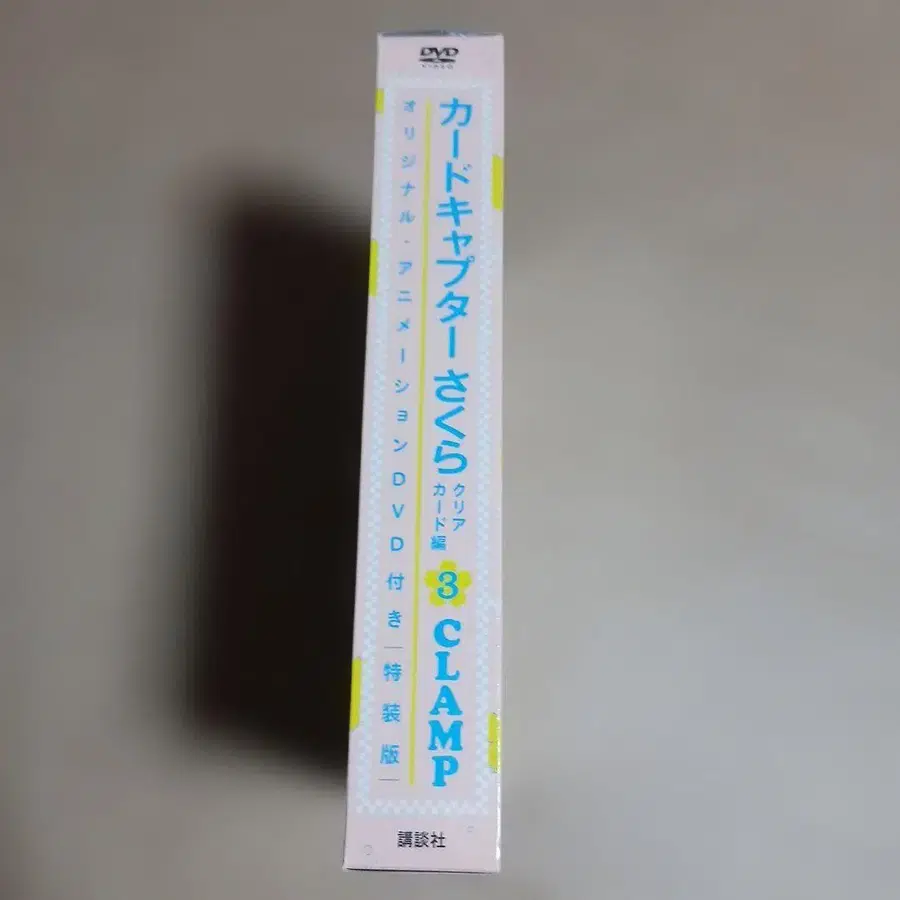 DVD
VIDEO
カードキャプターさくら
クリア
カード編
3
CLAMP
オリジナル・アニメーションDVD付き―特装版―
講談社